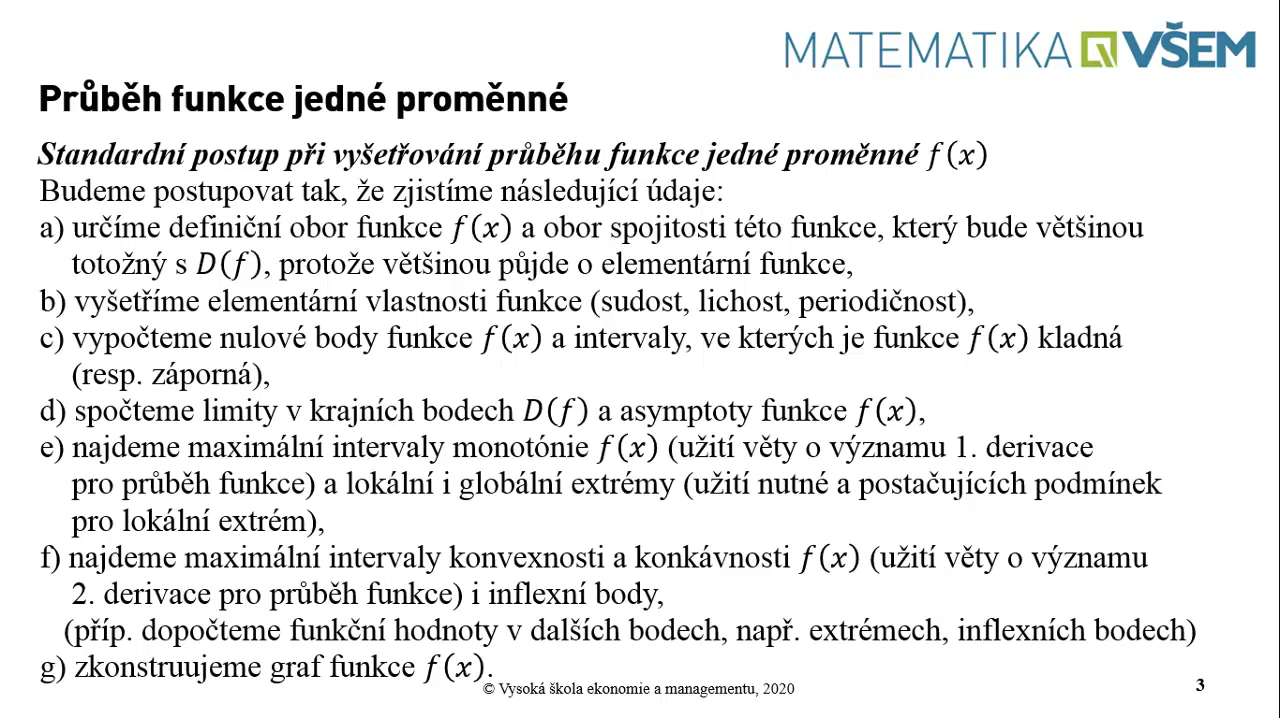 MATEMATIKA VŠEM
Průběh funkce jedné proměnné
Standardní postup při vyšetřování průběhu funkce jedné proměnné f(x)
Budeme postupovat tak, že zjistíme následující údaje:
a) určíme definiční obor funkce f(x) a obor spojitosti této funkce, který bude většinou
totožný s D(f), protože většinou půjde o elementární funkce,
b) vyšetříme elementární vlastnosti funkce (sudost, lichost, periodičnost),
c) vypočteme nulové body funkce f(x) a intervaly, ve kterých je funkce f(x) kladná
(resp. záporná),
d) spočteme limity v krajních bodech D(f) a asymptoty funkce f(x),
e) najdeme maximální intervaly monotónie f(x) (užití věty o významu 1. derivace
pro průběh funkce) a lokální i globální extrémy (užití nutné a postačujících podmínek
pro lokální extrém),
f) najdeme maximální intervaly konvexnosti a konkávnosti f(x) (užití věty o významu
2. derivace pro průběh funkce) i inflexní body,
(příp. dopočteme funkční hodnoty v dalších bodech, např. extrémech, inflexních bodech)
g) zkonstruujeme graf funkce f(x).
© Vysoká škola ekonomie a managementu, 2020
3